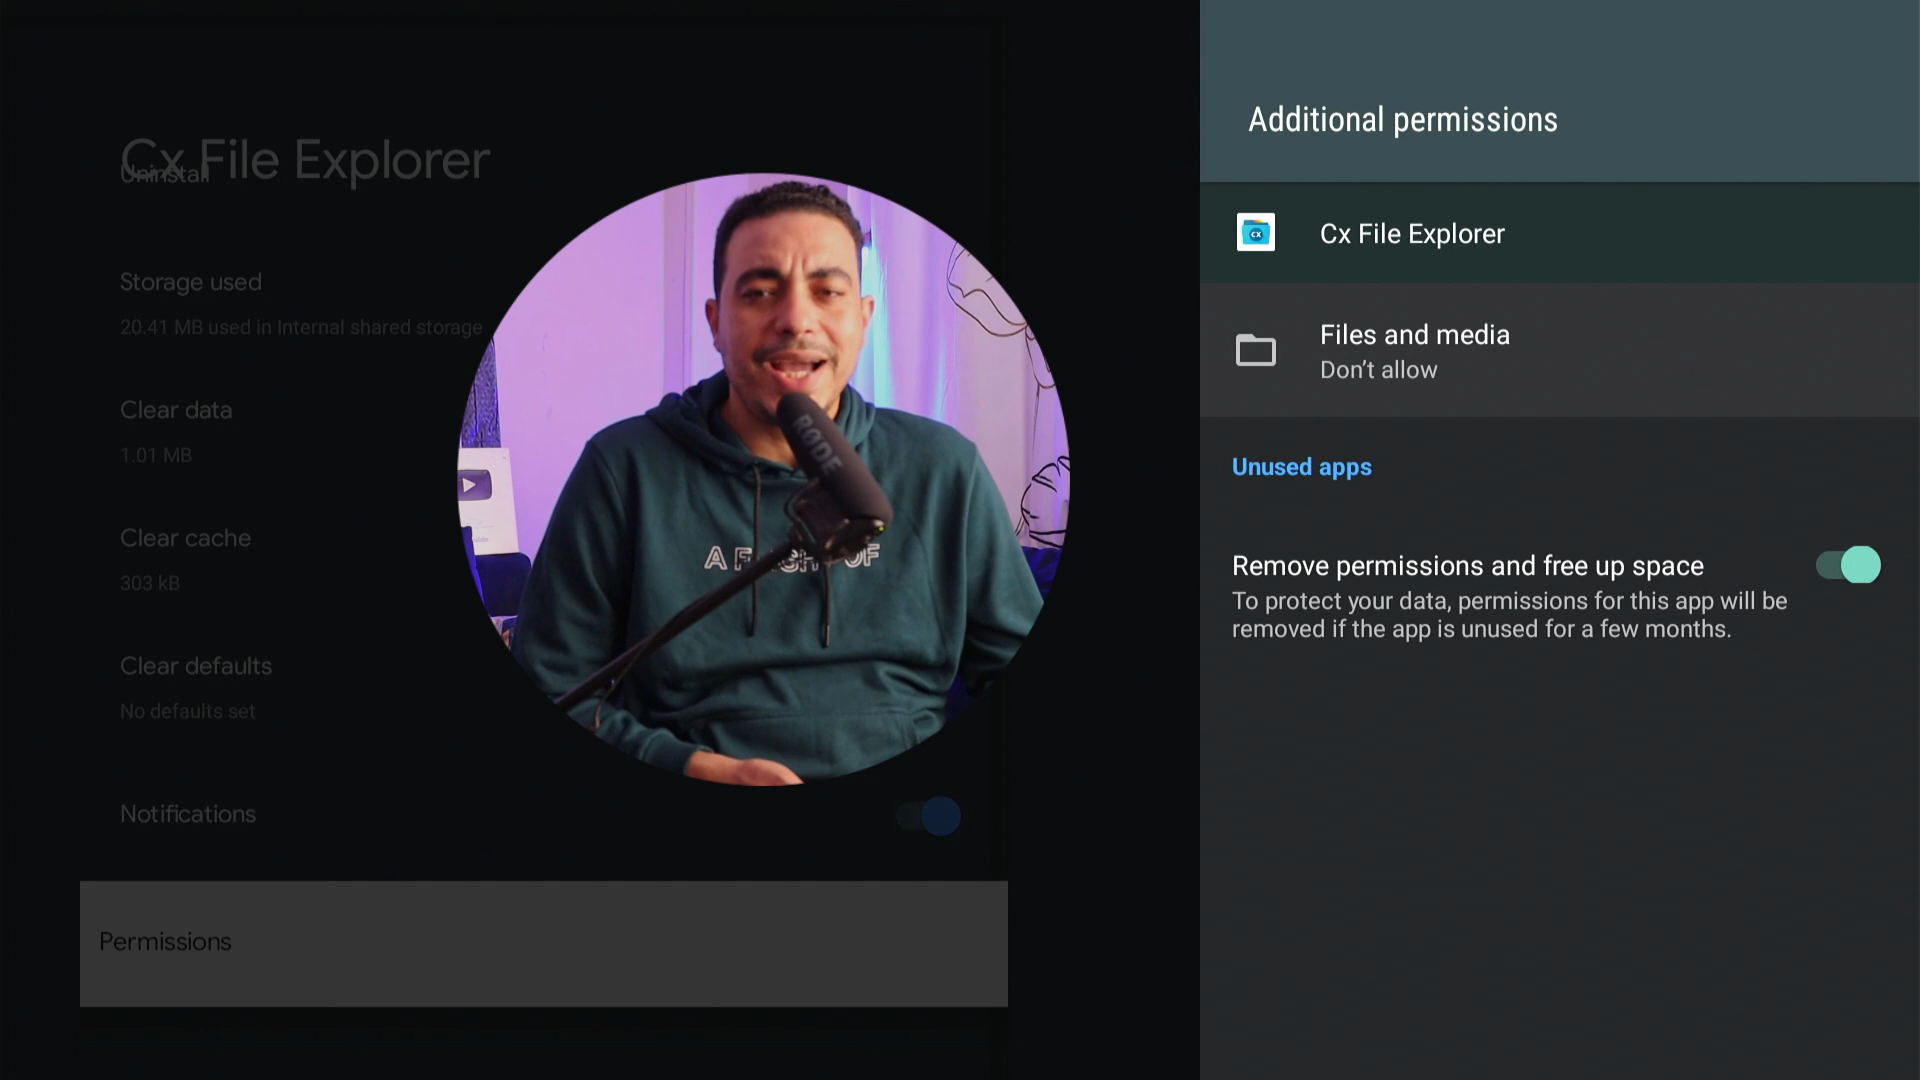 Cx File Explorer
Uninstall
Storage used
20.41 MB used in Internal shared storage
Clear data
1.01 MB
Clear cache
303 kB
Clear defaults
No defaults set
Notifications
Permissions
RØDE
Additional permissions
Cx File Explorer
Files and media
Don’t allow
Unused apps
Remove permissions and free up space
To protect your data, permissions for this app will be
removed if the app is unused for a few months.